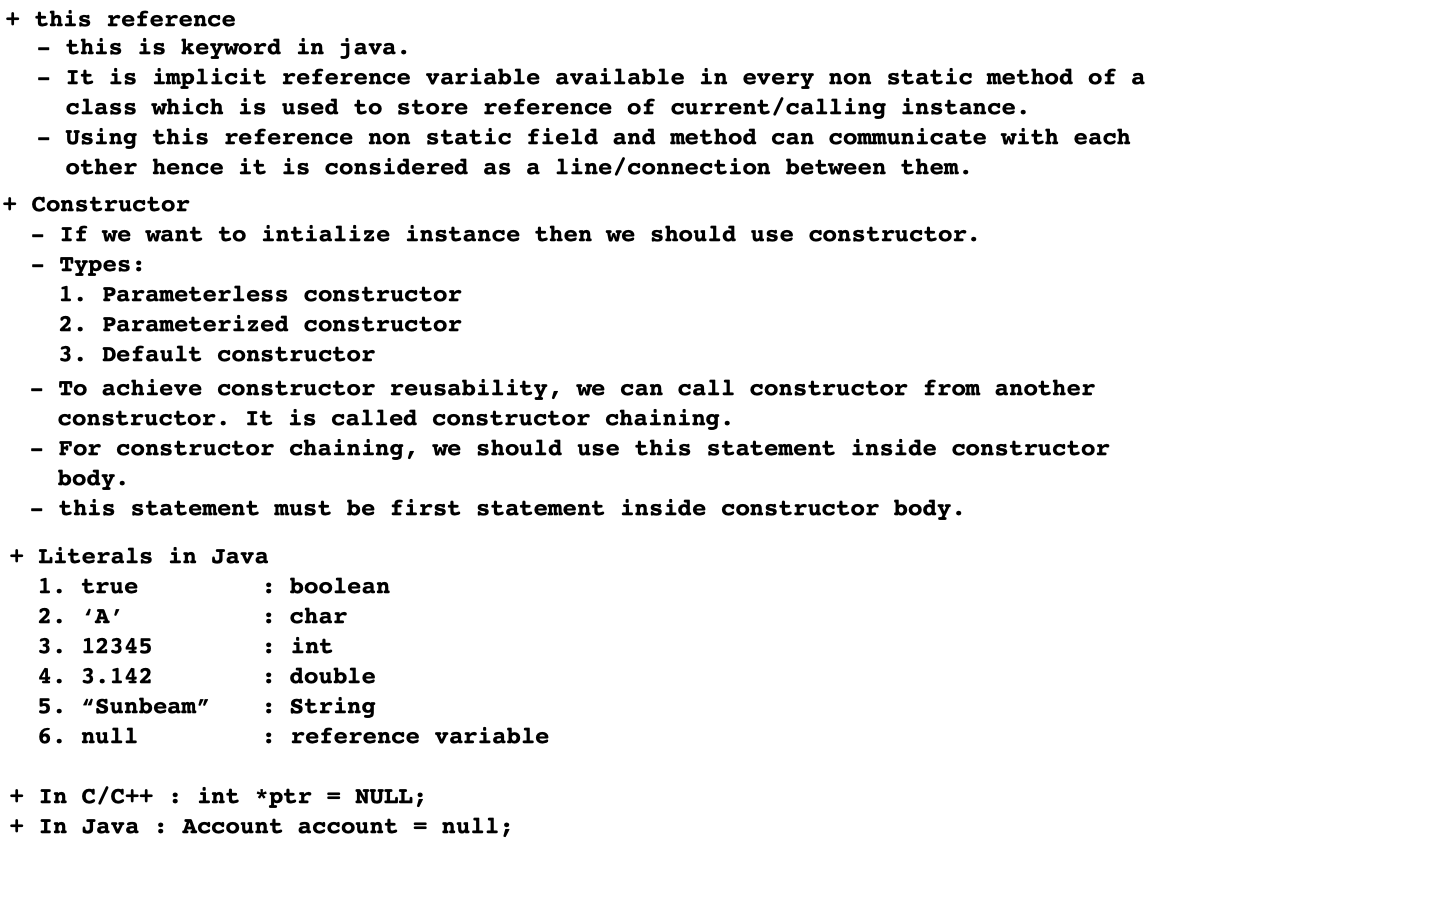 + this reference
– this is keyword in java.
– It is implicit reference variable available in every non static method of a
class which is used to store reference of current/calling instance.
– Using this reference non static field and method can communicate with each
other hence it is considered as a line/connection between them.
+ Constructor
– If we want to intialize instance then we should use constructor.
– Types:
1. Parameterless constructor
2. Parameterized constructor
3. Default constructor
– To achieve constructor reusability, we can call constructor from another
constructor. It is called constructor chaining.
– For constructor chaining, we should use this statement inside constructor
body.
– this statement must be first statement inside constructor body.
+ Literals in Java
1. true : boolean
2. ‘A’ : char
3. 12345 : int
4. 3.142 : double
5. “Sunbeam” : String
6. null : reference variable
+ In C/C++ : int *ptr = NULL;
+ In Java : Account account = null;